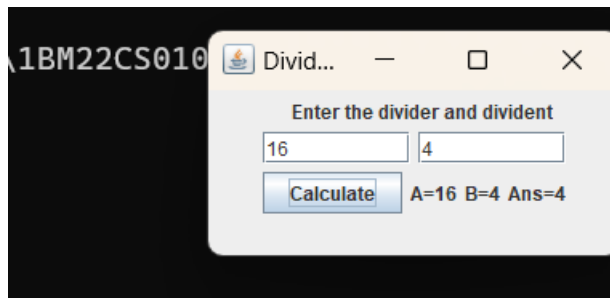 \1BM22CS010
Divid...
Enter the divider and divident
16 4
Calculate A=16 B=4 Ans=4